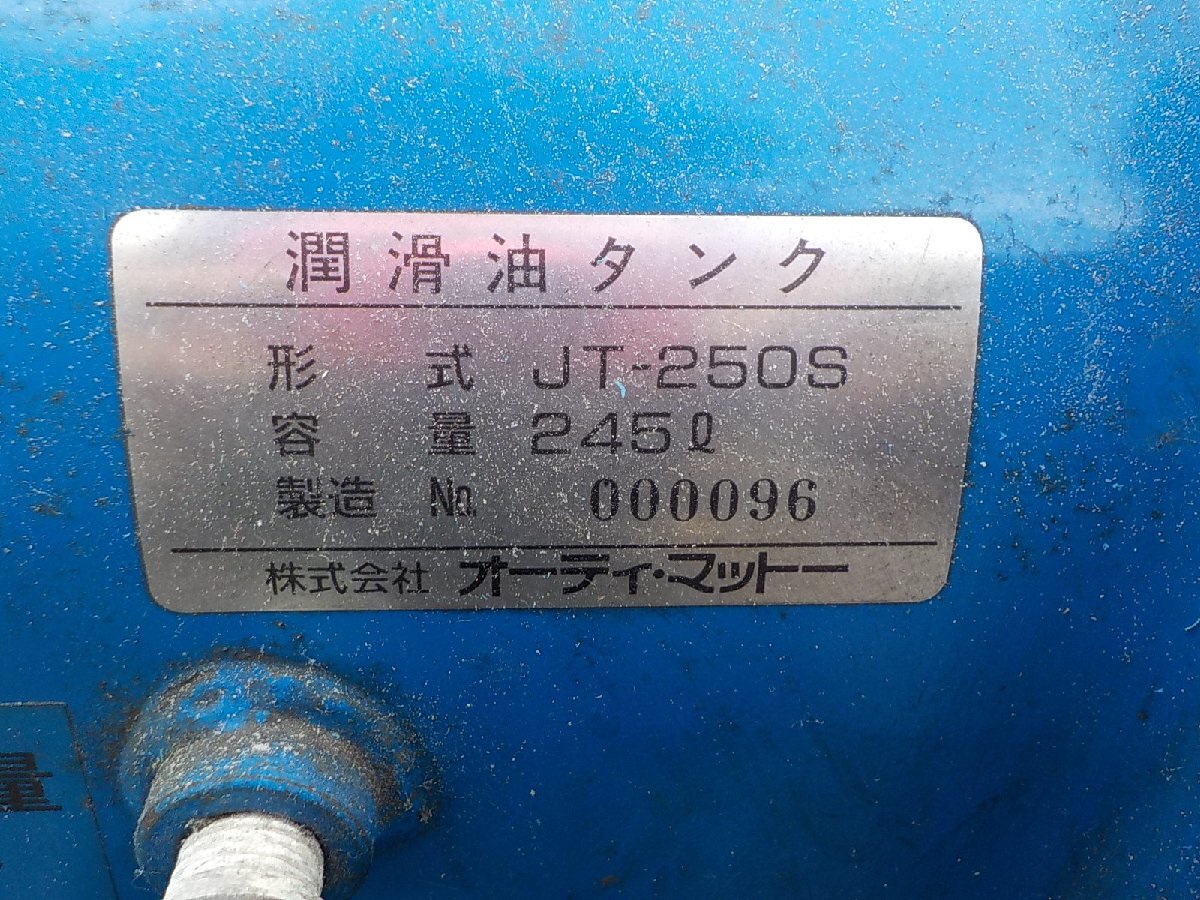 潤滑油タンク
形式 JT-250S
容量 245ℓ
製造 No. 000096
株式会社 オーティ・マットー
量